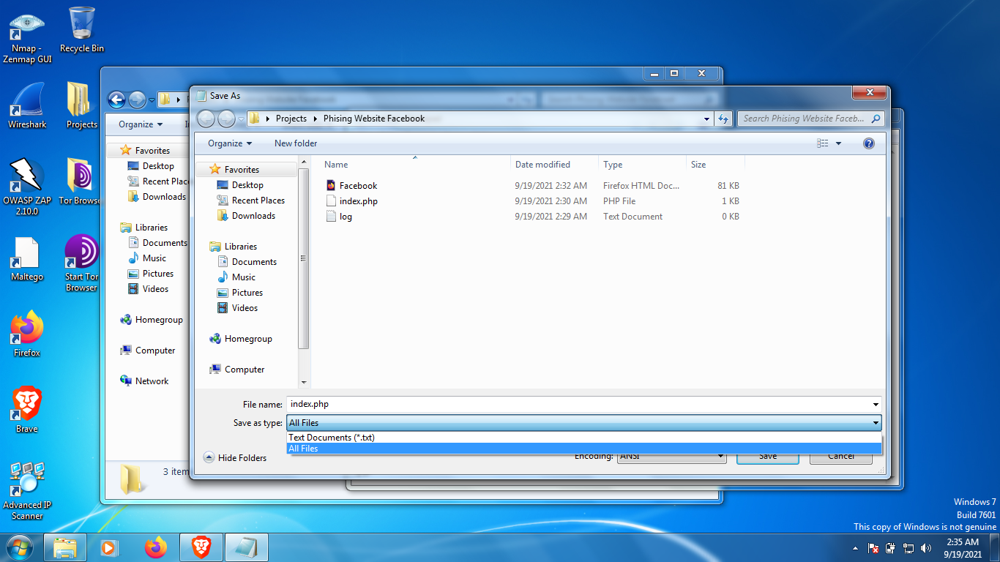 Nmap -
Zenmap GUI
Recycle Bin
Wireshark
Projects
OWASP ZAP
2.10.0
Tor Browse
Maltego
Start Tor
Browser
Firefox
Brave
Advanced IP
Scanner
Organize
Favorites
Desktop
Recent Plac
Downloads
Libraries
Documents
Music
Pictures
Videos
Homegroup
Computer
Network
3 item
Save As
Projects Phising Website Facebook
Search Phising Website Faceb...
Organize New folder
Favorites
Desktop
Recent Places
Downloads
Libraries
Documents
Music
Pictures
Videos
Homegroup
Computer
Name Date modified Type Size
Facebook 9/19/2021 2:32 AM Firefox HTML Doc... 81 KB
index.php 9/19/2021 2:30 AM PHP File 1 KB
log 9/19/2021 2:29 AM Text Document 0 KB
File name: index.php
Save as type: All Files
Text Documents (*.txt)
All Files
Hide Folders Encoding: ANSI Save Cancel
Windows 7
Build 7601
This copy of Windows is not genuine
2:35 AM
9/19/2021